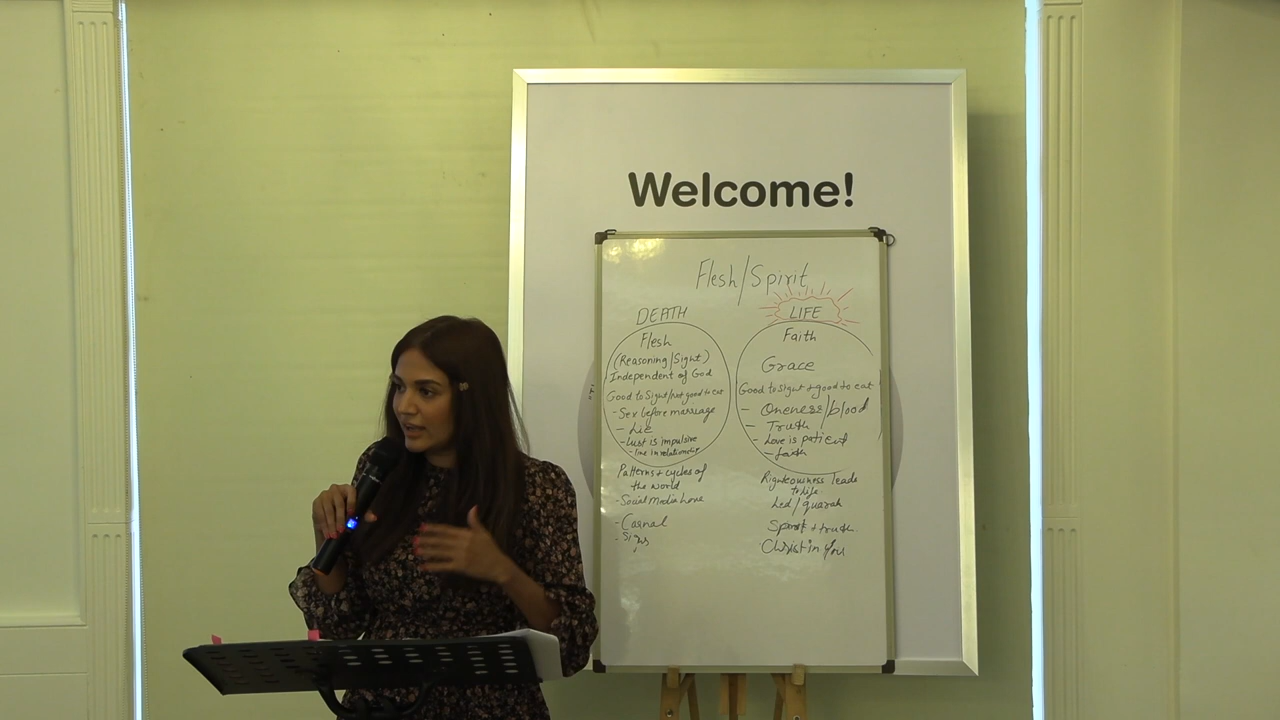 Welcome!
Flesh/Spirit
DEATH
Flesh
(Reasoning/Sight)
Independent of God
Good to Sight/not good to eat
- Sex before marriage
- Lie
- Lust is impulsive
- line in relationship
Patterns + cycles of
the world
- Social media love
- Carnal
LIFE
Faith
Grace
Good to sight + good to eat
- Oneness/blood
- Truth
- Love is patient
- faith
Righteousness leads
to life
Led/
Spirit + truth.
Christ in you